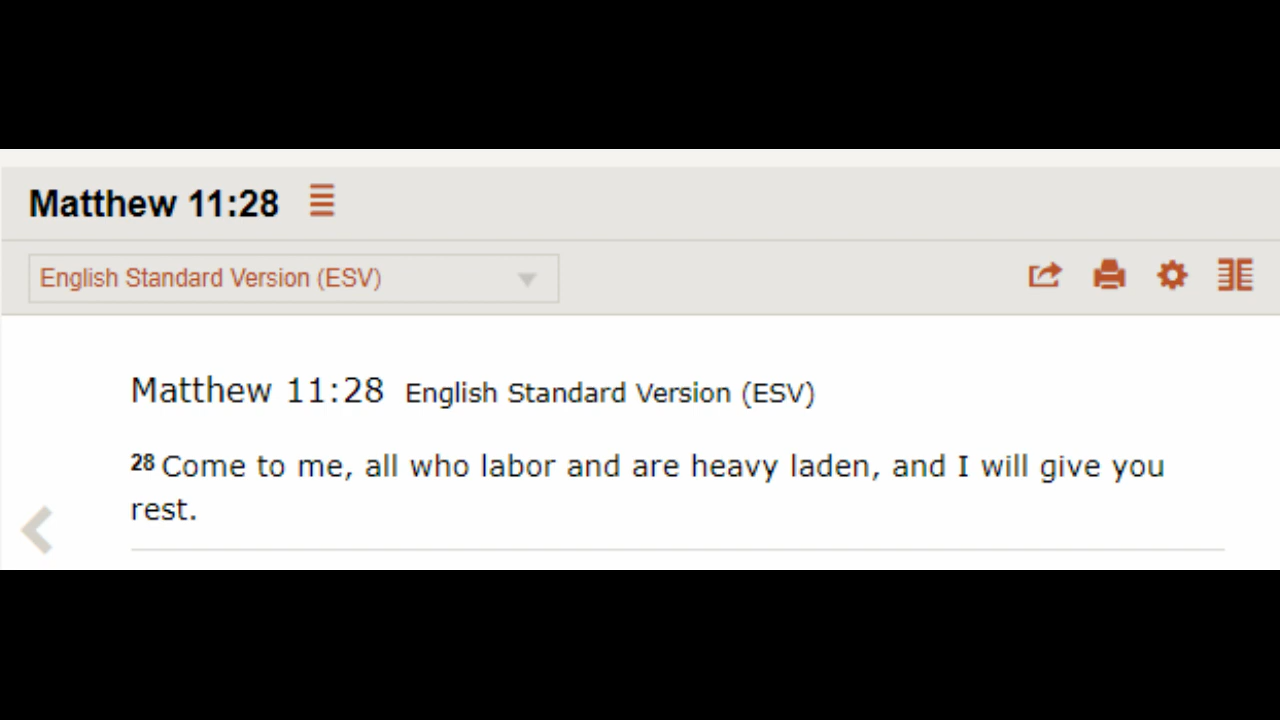 Matthew 11:28
English Standard Version (ESV)
Matthew 11:28 English Standard Version (ESV)
28 Come to me, all who labor and are heavy laden, and I will give you
rest.